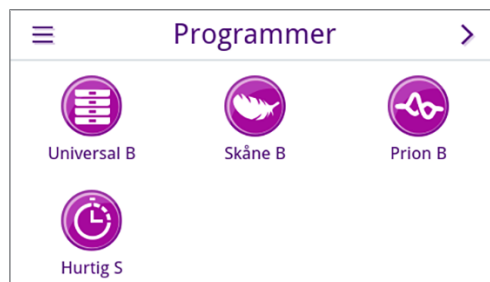 Programmer
Universal B
Skåne B
Prion B
Hurtig S